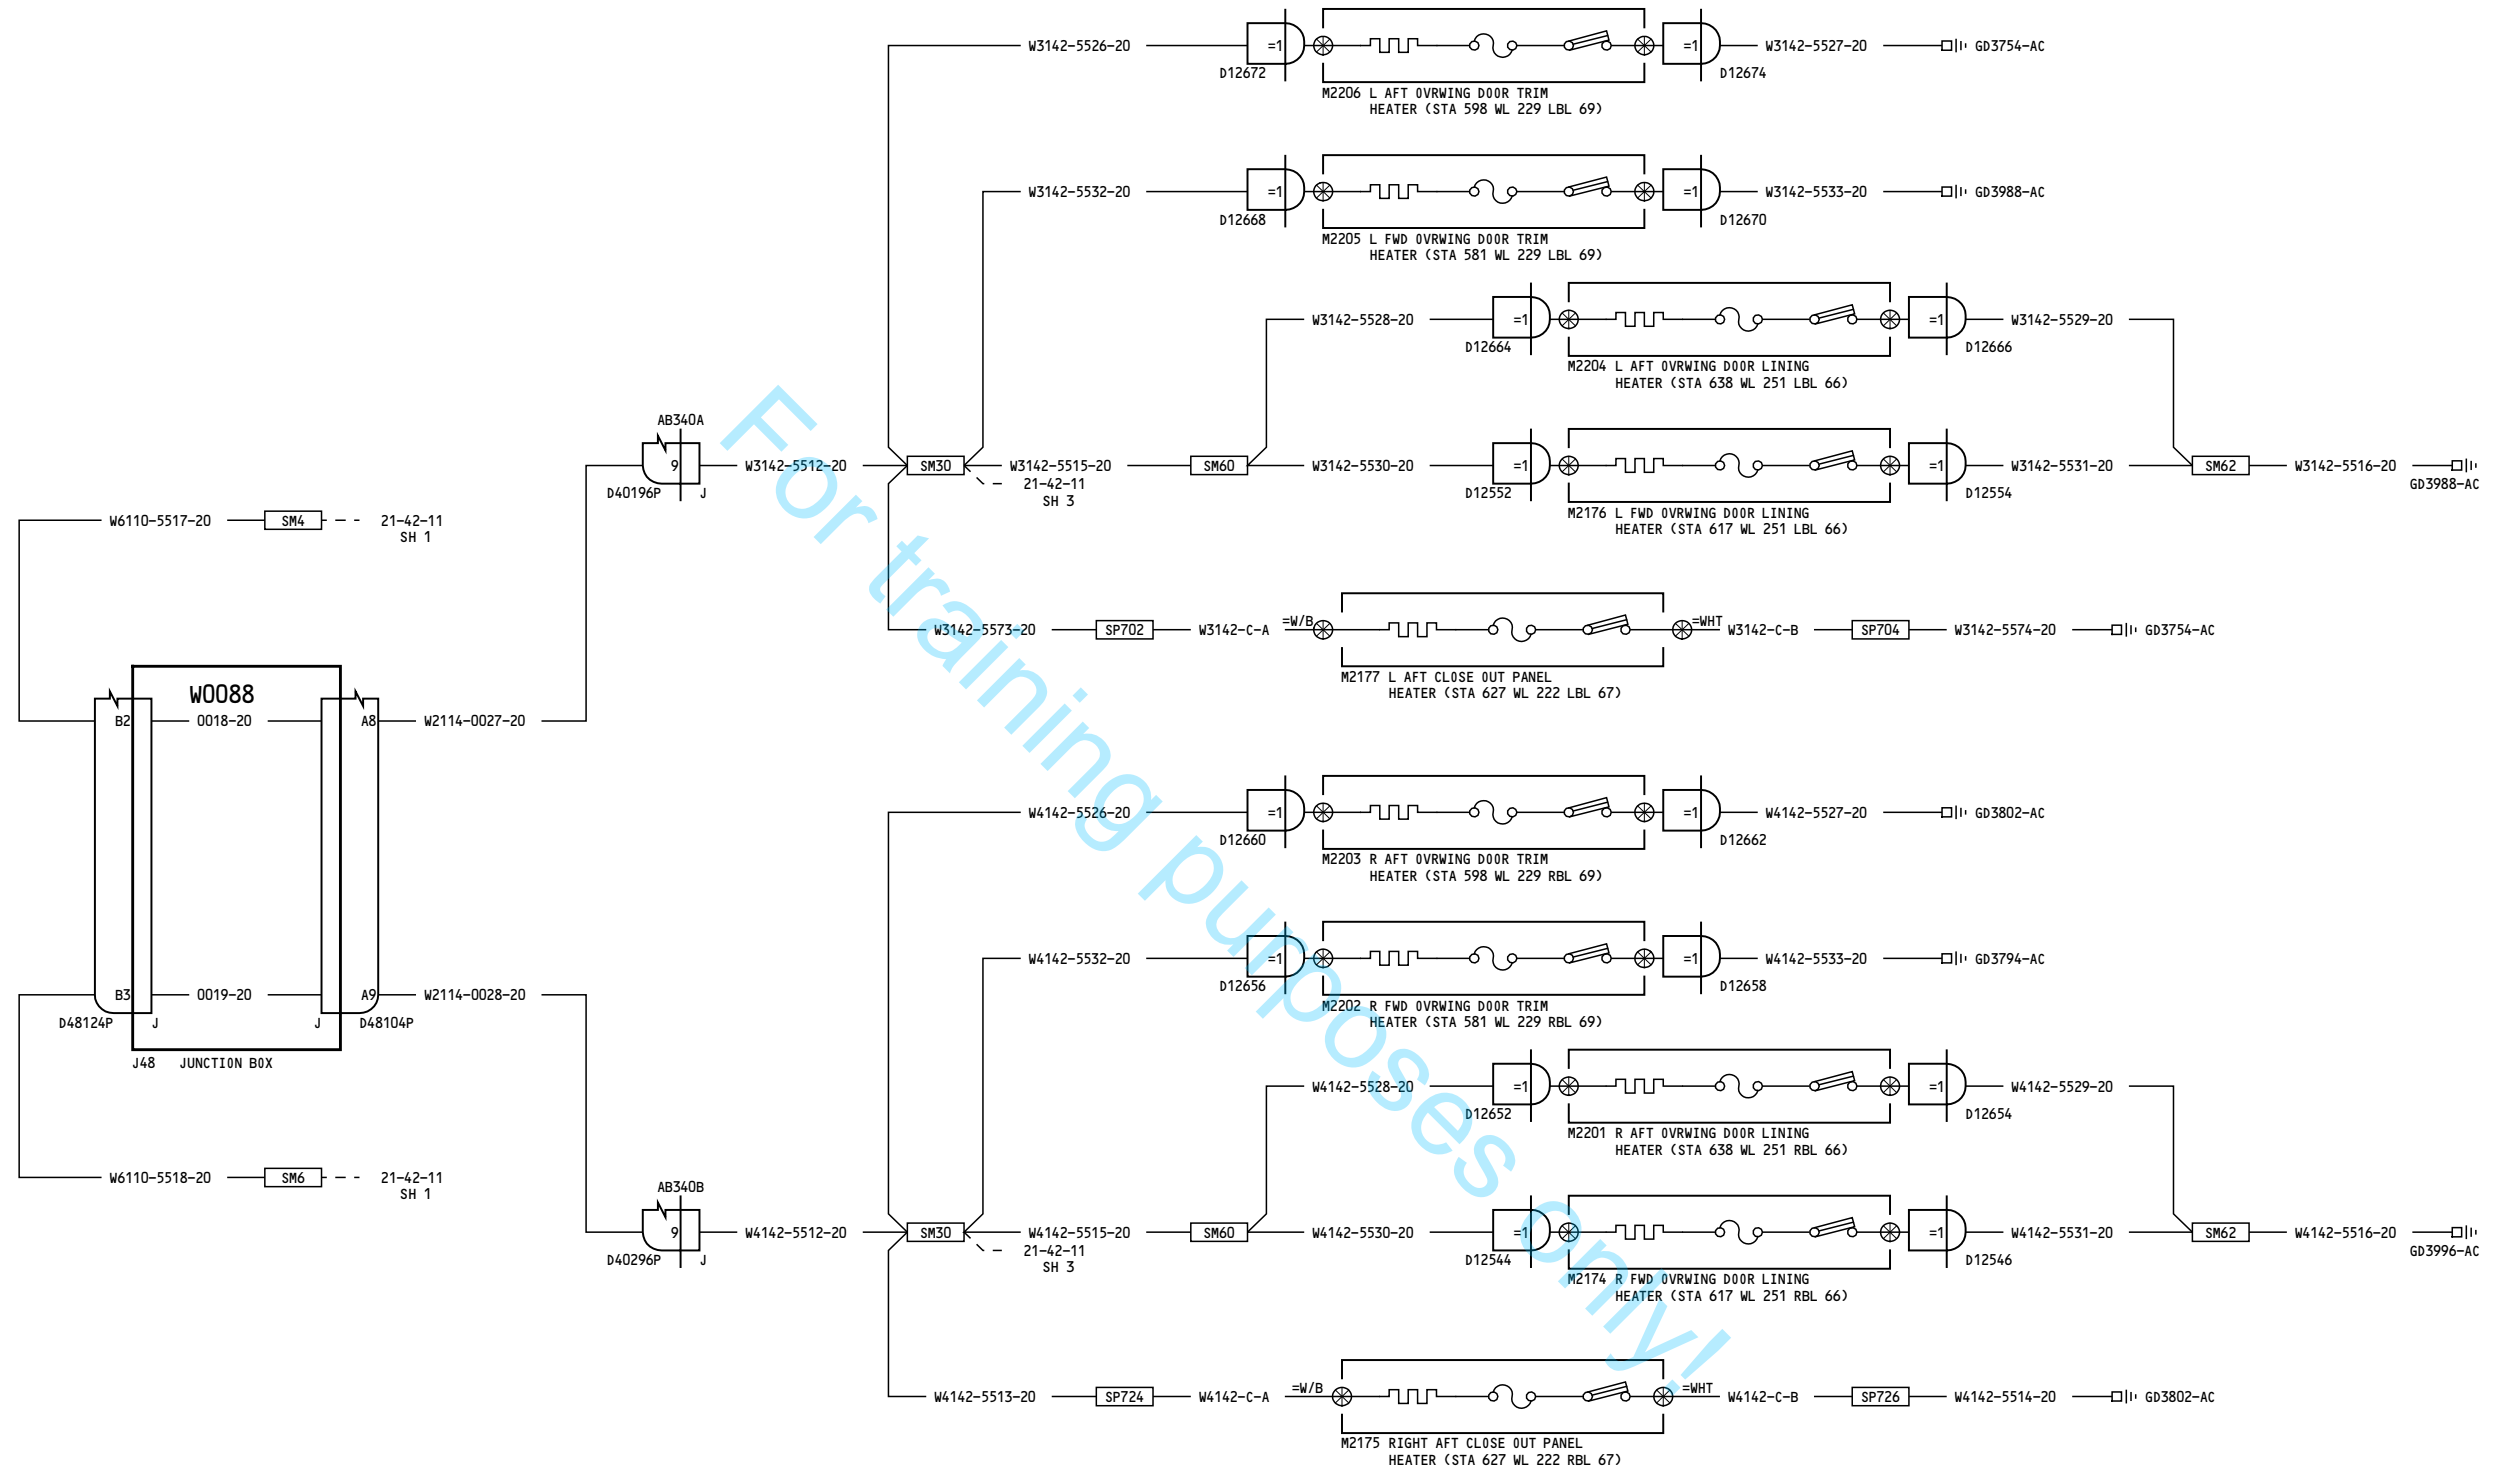 W3142-5526-20 =1 =1 W3142-5527-20 GD3754-AC
D12672 D12674
M2206 L AFT OVRWING DOOR TRIM
HEATER (STA 598 WL 229 LBL 69)
W3142-5532-20 =1 =1 W3142-5533-20 GD3988-AC
D12668 D12670
M2205 L FWD OVRWING DOOR TRIM
HEATER (STA 581 WL 229 LBL 69)
W3142-5528-20 =1 =1 W3142-5529-20
D12664 D12666
M2204 L AFT OVRWING DOOR LINING
HEATER (STA 638 WL 251 LBL 66)
AB340A
9 W3142-5512-20 SM30 W3142-5515-20 SM60 W3142-5530-20 =1 =1 W3142-5531-20 SM62 W3142-5516-20
D40196P J 21-42-11 D12552 D12554 GD3988-AC
SH 3
M2176 L FWD OVRWING DOOR LINING
HEATER (STA 617 WL 251 LBL 66)
W6110-5517-20 SM4 21-42-11
SH 1
W3142-5573-20 SP702 W3142-C-A =W/B =WHT W3142-C-B SP704 W3142-5574-20 GD3754-AC
M2177 L AFT CLOSE OUT PANEL
HEATER (STA 627 WL 222 LBL 67)
W0088
B2 0018-20 A8 W2114-0027-20
W4142-5526-20 =1 =1 W4142-5527-20 GD3802-AC
D12660 D12662
M2203 R AFT OVRWING DOOR TRIM
HEATER (STA 598 WL 229 RBL 69)
W4142-5532-20 =1 =1 W4142-5533-20 GD3794-AC
D12656 D12658
B3 0019-20 A9 W2114-0028-20
M2202 R FWD OVRWING DOOR TRIM
HEATER (STA 581 WL 229 RBL 69)
D48124P J J D48104P
J48 JUNCTION BOX
W4142-5528-20 =1 =1 W4142-5529-20
D12652 D12654
M2201 R AFT OVRWING DOOR LINING
HEATER (STA 638 WL 251 RBL 66)
W6110-5518-20 SM6 21-42-11
SH 1
AB340B
9 W4142-5512-20 SM30 W4142-5515-20 SM60 W4142-5530-20 =1 =1 W4142-5531-20 SM62 W4142-5516-20
D40296P J 21-42-11 D12544 D12546 GD3996-AC
SH 3
M2174 R FWD OVRWING DOOR LINING
HEATER (STA 617 WL 251 RBL 66)
W4142-5513-20 SP724 W4142-C-A =W/B =WHT W4142-C-B SP726 W4142-5514-20 GD3802-AC
M2175 RIGHT AFT CLOSE OUT PANEL
HEATER (STA 627 WL 222 RBL 67)
For training purposes only!